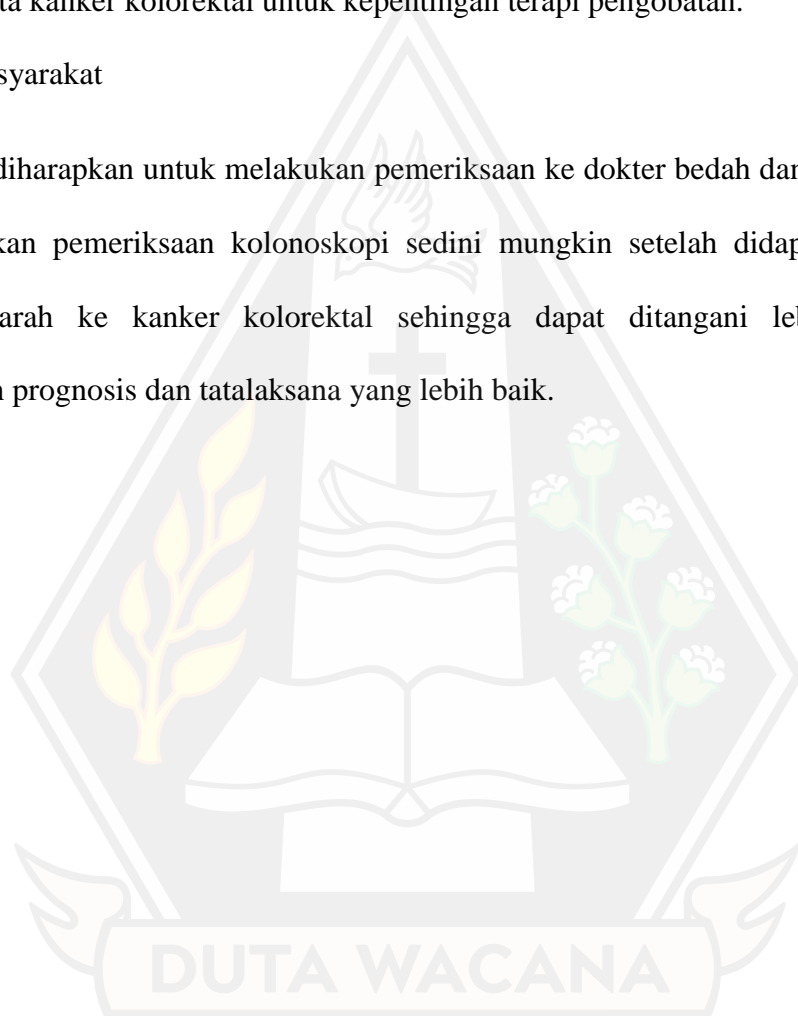 ta kanker kolorektal untuk kepentingan terapi pengobatan.
syarakat
diharapkan untuk melakukan pemeriksaan ke dokter bedah dan
kan pemeriksaan kolonoskopi sedini mungkin setelah didap
arah ke kanker kolorektal sehingga dapat ditangani le
n prognosis dan tatalaksana yang lebih baik.
DUTA WACANA